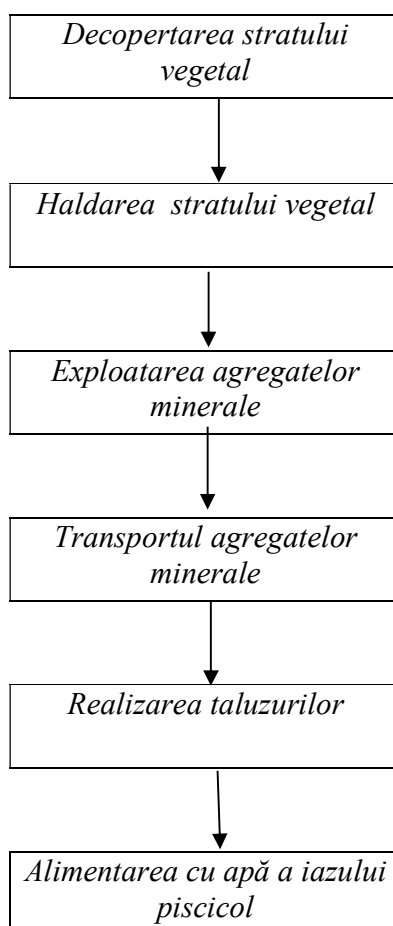 Decopertarea stratului
vegetal
Haldarea stratului vegetal
Exploatarea agregatelor
minerale
Transportul agregatelor
minerale
Realizarea taluzurilor
Alimentarea cu apă a iazului
piscicol